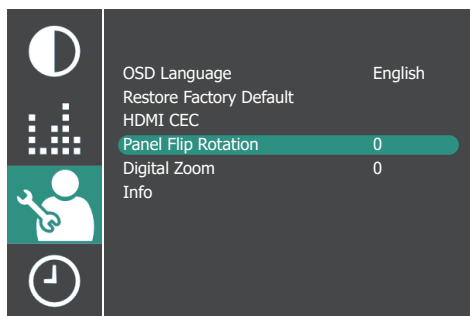 OSD Language English
Restore Factory Default
HDMI CEC
Panel Flip Rotation 0
Digital Zoom 0
Info